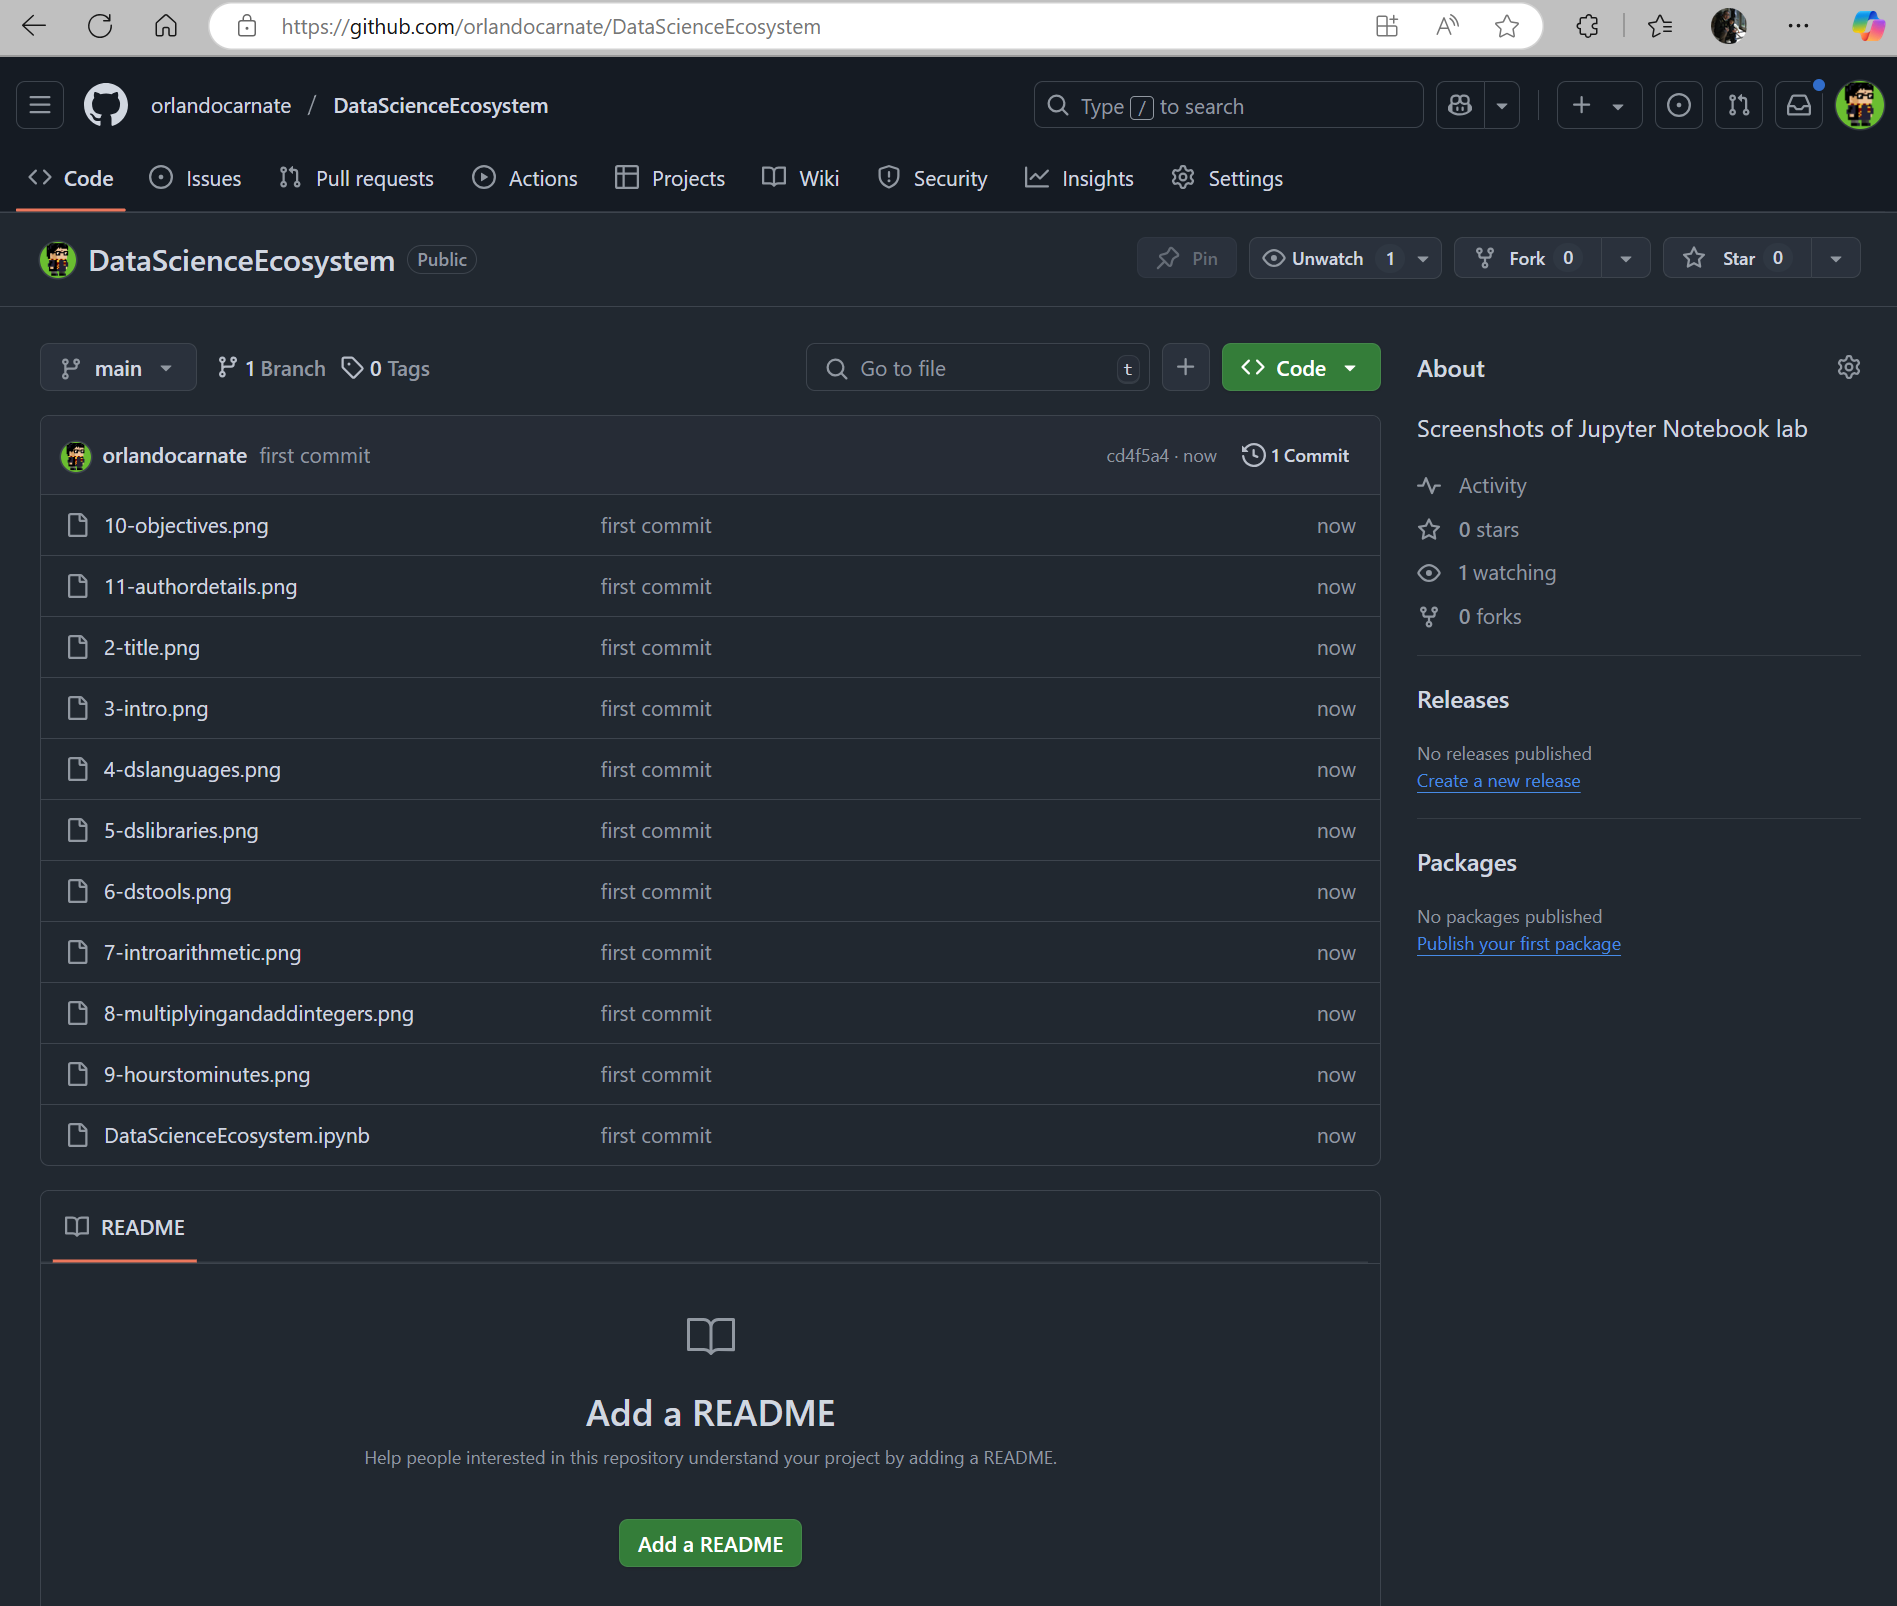 https://github.com/orlandocarnate/DataScienceEcosystem
orlandocarnate / DataScienceEcosystem
Type / to search
Code Issues Pull requests Actions Projects Wiki Security Insights Settings
DataScienceEcosystem Public
Pin Unwatch 1 Fork 0 Star 0
main 1 Branch 0 Tags Go to file t + Code
orlandocarnate first commit cd4f5a4 · now 1 Commit
10-objectives.png first commit now
11-authordetails.png first commit now
2-title.png first commit now
3-intro.png first commit now
4-dslanguages.png first commit now
5-dslibraries.png first commit now
6-dstools.png first commit now
7-introarithmetic.png first commit now
8-multiplyingandaddintegers.png first commit now
9-hourstominutes.png first commit now
DataScienceEcosystem.ipynb first commit now
README
Add a README
Help people interested in this repository understand your project by adding a README.
Add a README
About
Screenshots of Jupyter Notebook lab
Activity
0 stars
1 watching
0 forks
Releases
No releases published
Create a new release
Packages
No packages published
Publish your first package